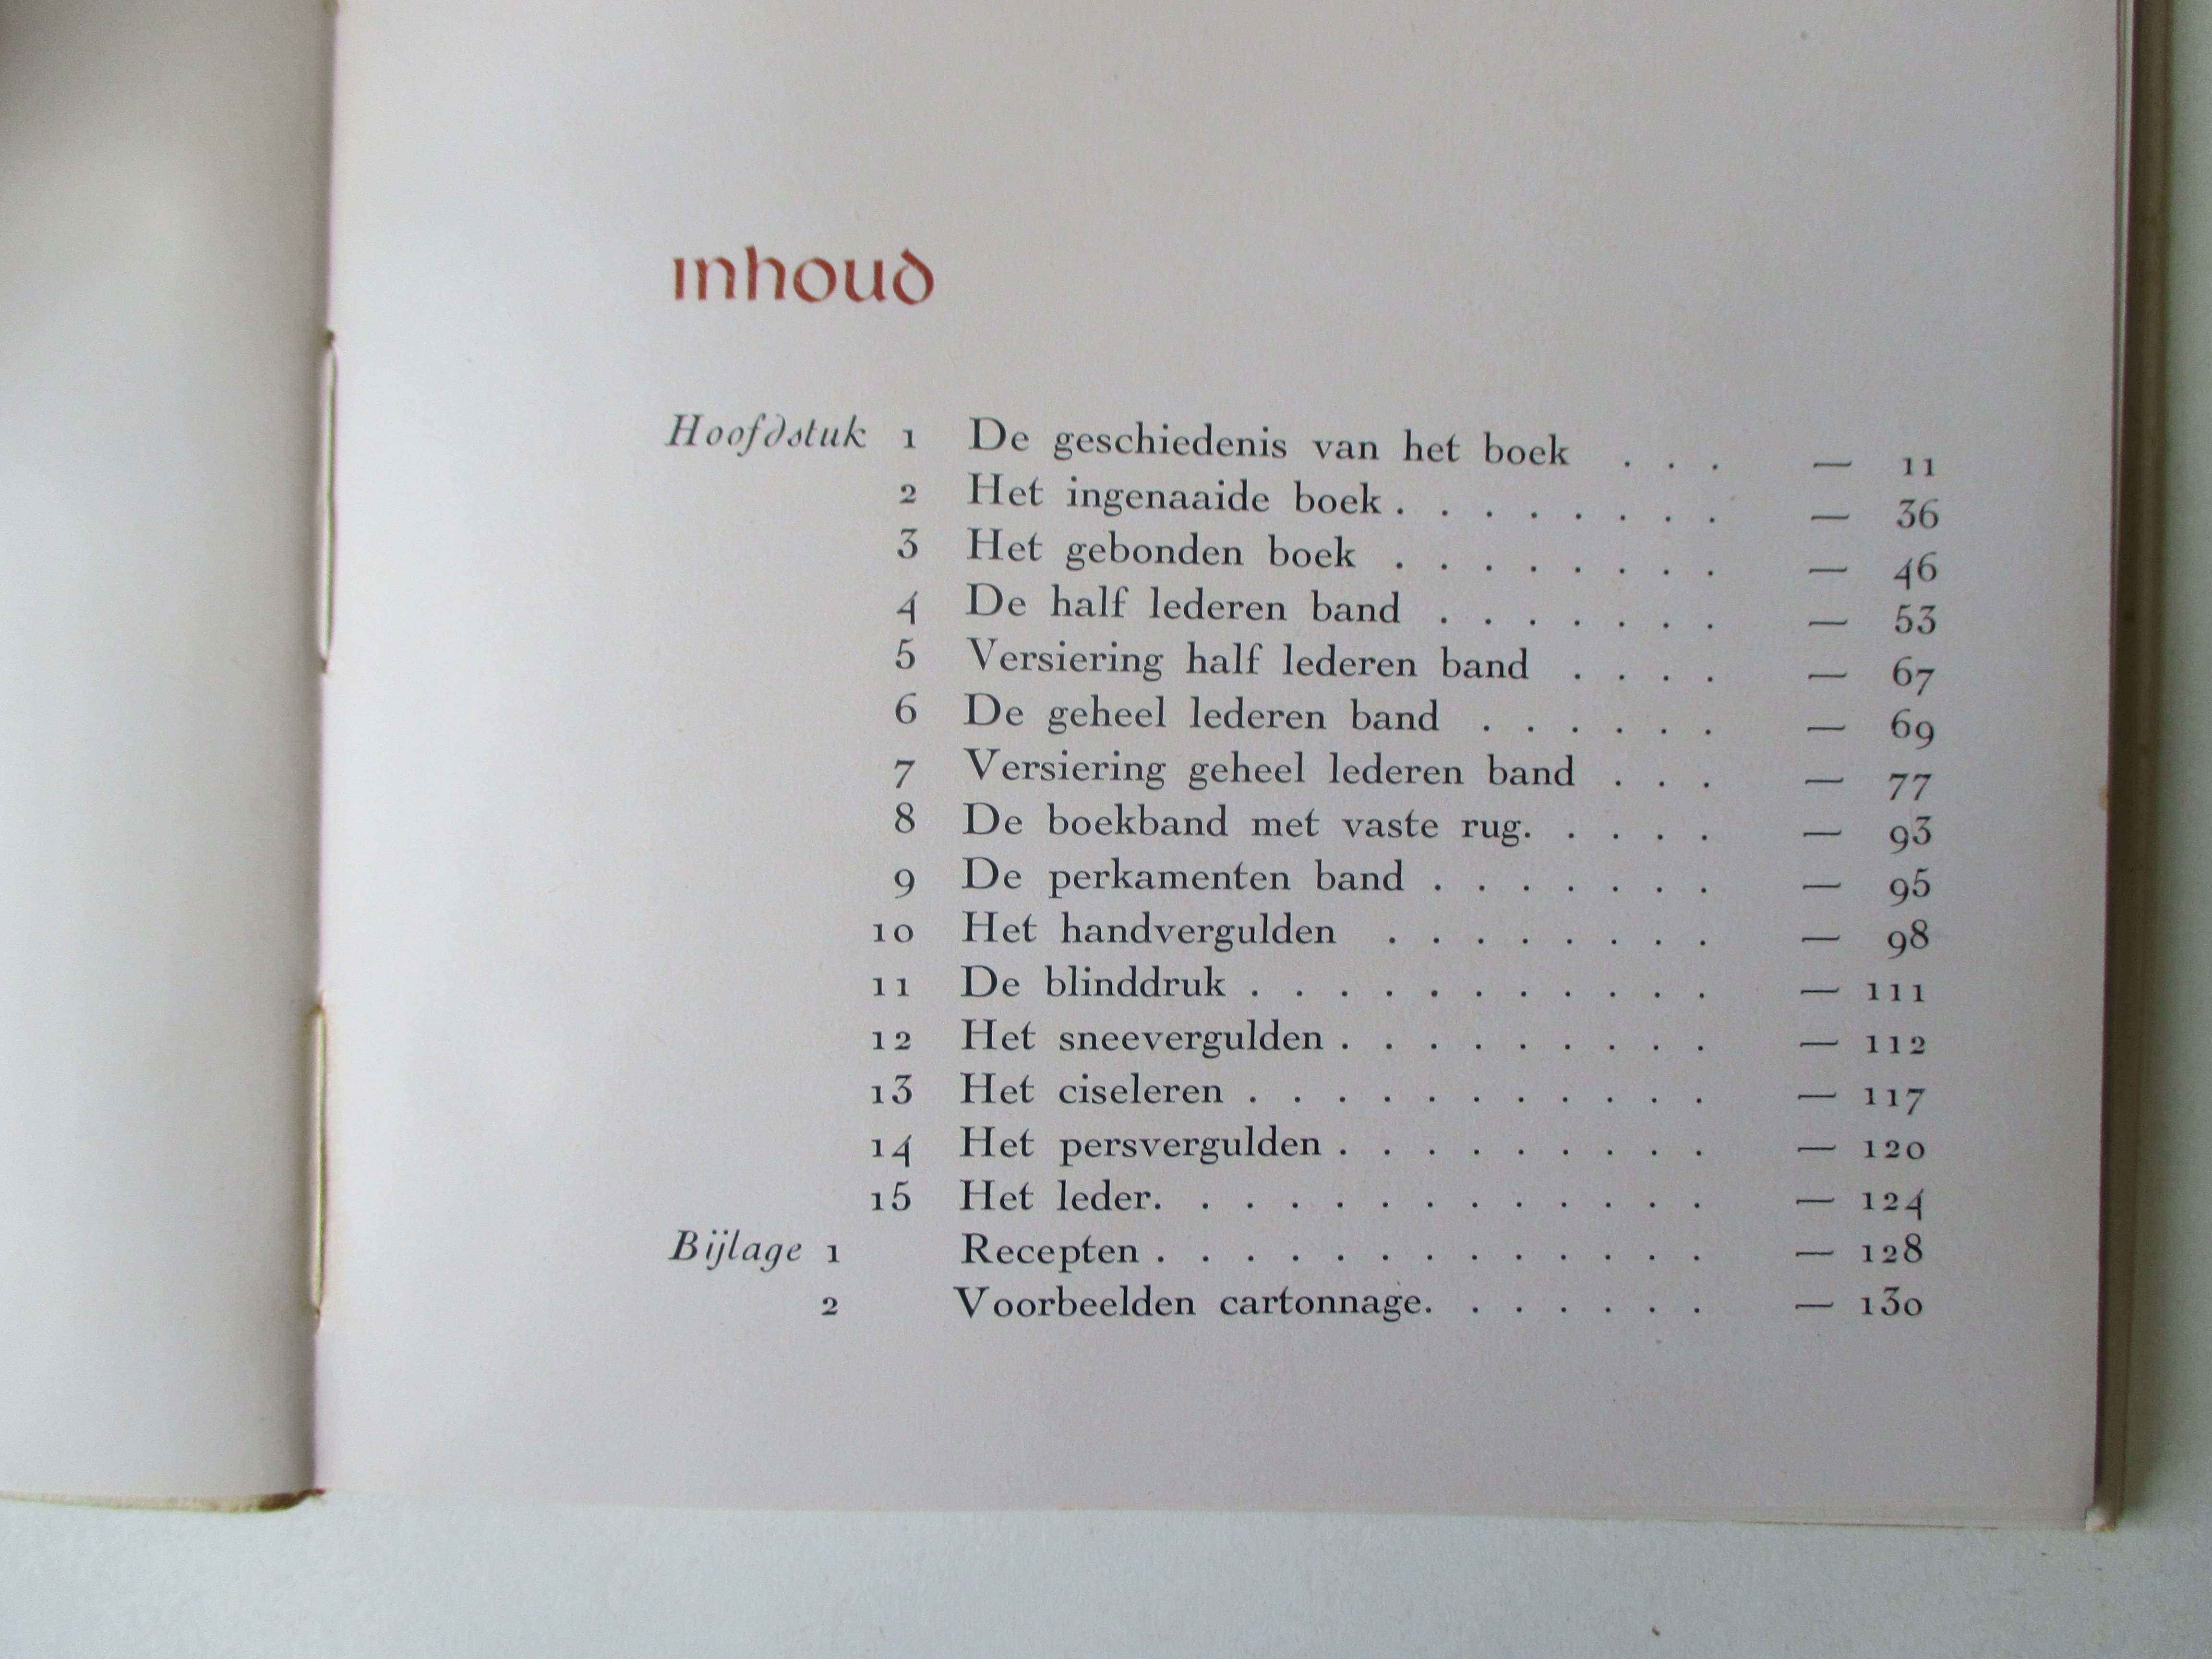 inhoud
Hoofdstuk 1 De geschiedenis van het boek . . . — 11
2 Het ingenaaide boek . . . . . . . . — 36
3 Het gebonden boek . . . . . . . . — 46
4 De half lederen band . . . . . . . — 53
5 Versiering half lederen band . . . . — 67
6 De geheel lederen band . . . . . . — 69
7 Versiering geheel lederen band . . . — 77
8 De boekband met vaste rug. . . . . — 93
9 De perkamenten band . . . . . . . — 95
10 Het handvergulden . . . . . . . . — 98
11 De blinddruk . . . . . . . . . . . — 111
12 Het sneevergulden . . . . . . . . . — 112
13 Het ciseleren . . . . . . . . . . . — 117
14 Het persvergulden . . . . . . . . . — 120
15 Het leder. . . . . . . . . . . . . — 124
Bijlage 1 Recepten . . . . . . . . . . . . . — 128
2 Voorbeelden cartonnage. . . . . . . — 130